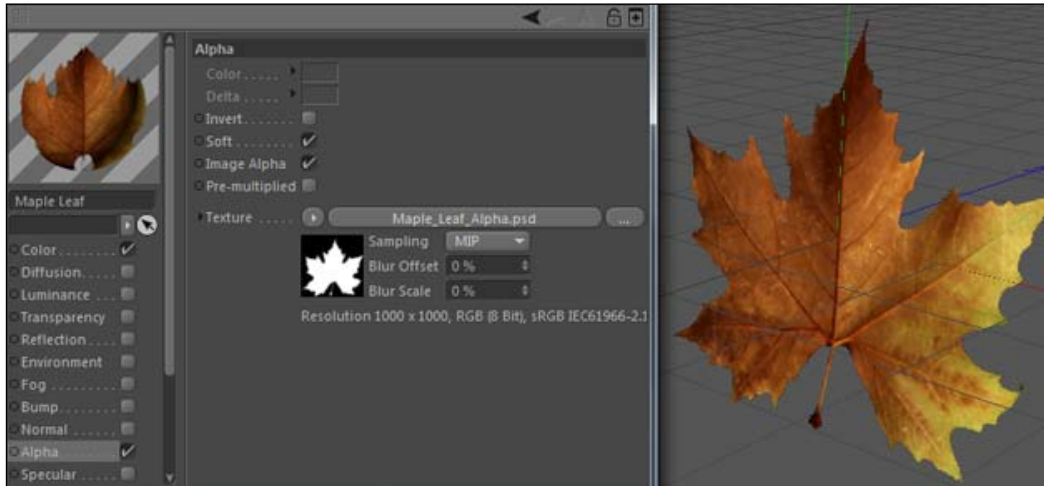 Alpha
Color
Delta
Invert
Soft
Image Alpha
Pre-multiplied
Texture Maple_Leaf_Alpha.psd ...
Sampling MIP
Blur Offset 0 %
Blur Scale 0 %
Resolution 1000 x 1000, RGB (8 Bit), sRGB IEC61966-2.1
Maple Leaf
Color
Diffusion
Luminance
Transparency
Reflection
Environment
Fog
Bump
Normal
Alpha
Specular